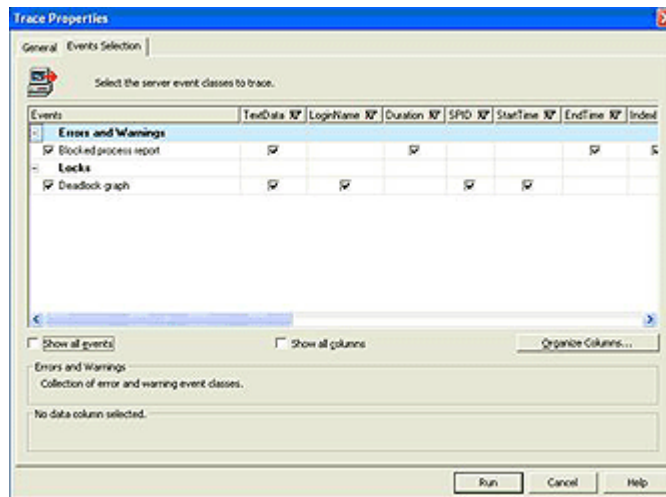 Trace Properties
General Events Selection
Select the server event classes to trace.
Events TextData LoginName Duration SPID StartTime EndTime IndexI
Errors and Warnings
Blocked process report
Locks
Deadlock graph
Show all events Show all columns Organize Columns...
Errors and Warnings
Collection of error and warning event classes.
No data column selected.
Run Cancel Help